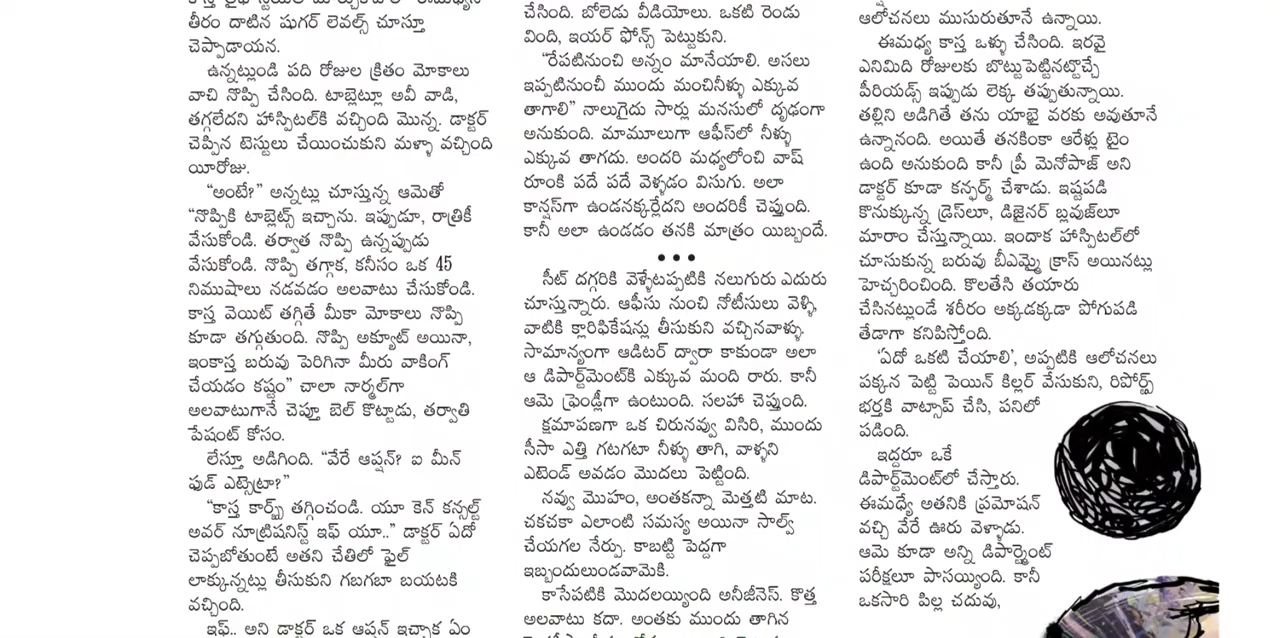 తీరం దాటిన షుగర్ లెవల్స్ చూస్తూ
చెప్పాడాయన.
ఉన్నట్లుండి పది రోజుల క్రితం మోకాలు
వాచి నొప్పి చేసింది. టాబ్లెట్లూ అవీ వాడి,
తగ్గలేదని హాస్పిటల్‌కి వచ్చింది మొన్న. డాక్టర్
చెప్పిన టెస్టులు చేయించుకుని మళ్ళా వచ్చింది
యీరోజు.
“అంటే?” అన్నట్లు చూస్తున్న ఆమెతో
“నొప్పికి టాబ్లెట్స్ ఇచ్చాను. ఇప్పుడూ, రాత్రికీ
వేసుకోండి. తర్వాత నొప్పి ఉన్నప్పుడు
వేసుకోండి. నొప్పి తగ్గాక, కనీసం ఒక 45
నిముషాలు నడవడం అలవాటు చేసుకోండి.
కాస్త వెయిట్ తగ్గితే మీకా మోకాలు నొప్పి
కూడా తగ్గుతుంది. నొప్పి అక్యూట్ అయినా,
ఇంకాస్త బరువు పెరిగినా మీరు వాకింగ్
చేయడం కష్టం” చాలా నార్మల్‌గా
అలవాటుగానే చెప్తూ బెల్ కొట్టాడు, తర్వాతి
పేషంట్ కోసం.
లేస్తూ అడిగింది. “వేరే ఆప్షన్? ఐ మీన్
ఫుడ్ ఎట్సెట్రా?”
“కాస్త కార్బ్స్ తగ్గించండి. యూ కెన్ కన్సల్ట్
అవర్ నూట్రిషనిస్ట్ ఇఫ్ యూ..” డాక్టర్ ఏదో
చెప్పబోతుంటే అతని చేతిలో ఫైల్
లాక్కున్నట్లు తీసుకుని గబగబా బయటకి
వచ్చింది.
ఇఫ్.. అని డాక్టర్ ఒక ఆప్షన్ ఇచ్చాక ఏం
చేసింది. బోలెడు వీడియోలు. ఒకటి రెండు
వింది, ఇయర్ ఫోన్స్ పెట్టుకుని.
“రేపటినుంచి అన్నం మానేయాలి. అసలు
ఇప్పటినుంచీ ముందు మంచినీళ్ళు ఎక్కువ
తాగాలి” నాలుగైదు సార్లు మనసులో దృఢంగా
అనుకుంది. మామూలుగా ఆఫీస్‌లో నీళ్ళు
ఎక్కువ తాగదు. అందరి మధ్యలోంచి వాష్
రూంకి పదే పదే వెళ్ళడం విసుగు. అలా
కాన్షస్‌గా ఉండనక్కర్లేదని అందరికీ చెప్తుంది.
కానీ అలా ఉండడం తనకి మాత్రం యిబ్బందే.
•••
సీట్ దగ్గరికి వెళ్ళేటప్పటికి నలుగురు ఎదురు
చూస్తున్నారు. ఆఫీసు నుంచి నోటీసులు వెళ్ళి,
వాటికి క్లారిఫికేషన్లు తీసుకుని వచ్చినవాళ్ళు.
సామాన్యంగా ఆడిటర్ ద్వారా కాకుండా అలా
ఆ డిపార్ట్‌మెంట్‌కి ఎక్కువ మంది రారు. కానీ
ఆమె ఫ్రెండ్లీగా ఉంటుంది. సలహా చెప్తుంది.
క్షమాపణగా ఒక చిరునవ్వు విసిరి, ముందు
సీసా ఎత్తి గటగటా నీళ్ళు తాగి, వాళ్ళని
ఎటెండ్ అవడం మొదలు పెట్టింది.
నవ్వు మొహం, అంతకన్నా మెత్తటి మాట.
చకచకా ఎలాంటి సమస్య అయినా సాల్వ్
చేయగల నేర్పు. కాబట్టి పెద్దగా
ఇబ్బందులుండవామెకి.
కాసేపటికి మొదలయ్యింది అనీజీనెస్. కొత్త
అలవాటు కదా. అంతకు ముందు తాగిన
ఆలోచనలు ముసురుతూనే ఉన్నాయి.
ఈమధ్య కాస్త ఒళ్ళు చేసింది. ఇరవై
ఎనిమిది రోజులకు బొట్టుపెట్టినట్టొచ్చే
పీరియడ్స్ ఇప్పుడు లెక్క తప్పుతున్నాయి.
తల్లిని అడిగితే తను యాభై వరకు అవుతూనే
ఉన్నానంది. అయితే తనకింకా ఆరేళ్లు టైం
ఉంది అనుకుంది కానీ ప్రీ మెనోపాజ్ అని
డాక్టర్ కూడా కన్ఫర్మ్ చేశాడు. ఇష్టపడి
కొనుక్కున్న డ్రెస్‌లూ, డిజైనర్ బ్లవుజ్‌లూ
మారాం చేస్తున్నాయి. ఇందాక హాస్పిటల్‌లో
చూసుకున్న బరువు బీఎమ్మై క్రాస్ అయినట్లు
హెచ్చరించింది. కొలతేసి తయారు
చేసినట్లుండే శరీరం అక్కడక్కడా పోగుపడి
తేడాగా కనిపిస్తోంది.
‘ఏదో ఒకటి చేయాలి’, అప్పటికి ఆలోచనలు
పక్కన పెట్టి పెయిన్ కిల్లర్ వేసుకుని, రిపోర్ట్స్
భర్తకి వాట్సాప్ చేసి, పనిలో
పడింది.
ఇద్దరూ ఒకే
డిపార్ట్‌మెంట్‌లో చేస్తారు.
ఈమధ్యే అతనికి ప్రమోషన్
వచ్చి వేరే ఊరు వెళ్ళాడు.
ఆమె కూడా అన్ని డిపార్ట్మెంట్
పరీక్షలూ పాసయ్యింది. కానీ
ఒకసారి పిల్ల చదువు,